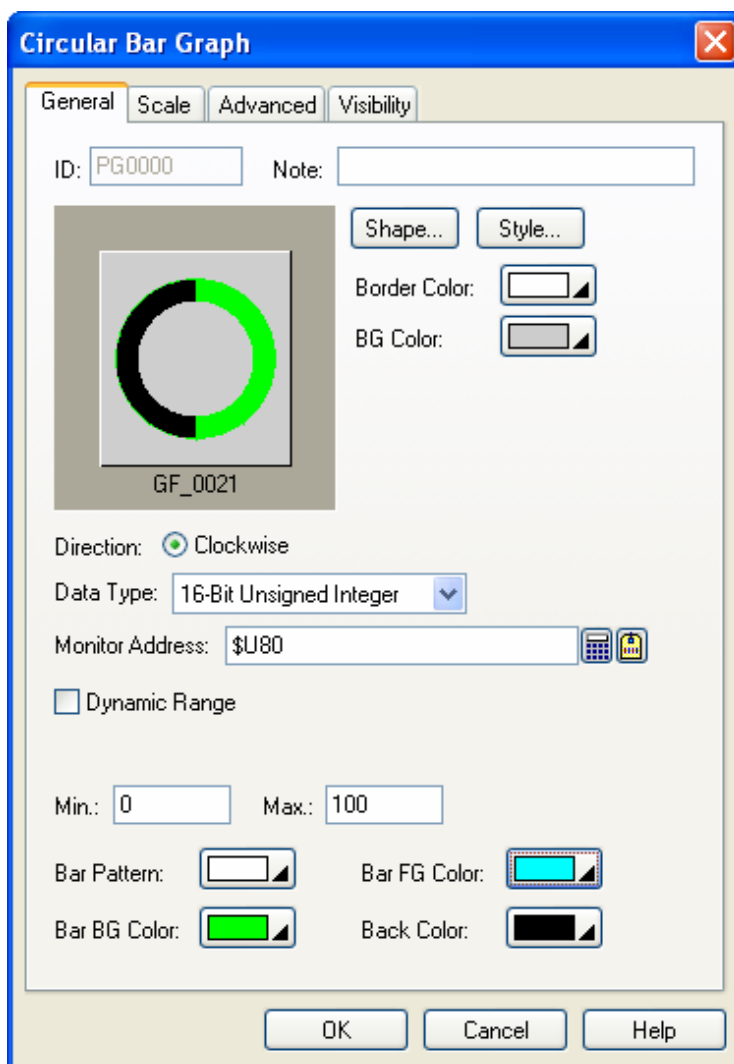 Circular Bar Graph
General Scale Advanced Visibility
ID: PG0000 Note:
Shape... Style...
Border Color:
BG Color:
GF_0021
Direction: Clockwise
Data Type: 16-Bit Unsigned Integer
Monitor Address: $U80
Dynamic Range
Min.: 0 Max.: 100
Bar Pattern: Bar FG Color:
Bar BG Color: Back Color:
OK Cancel Help